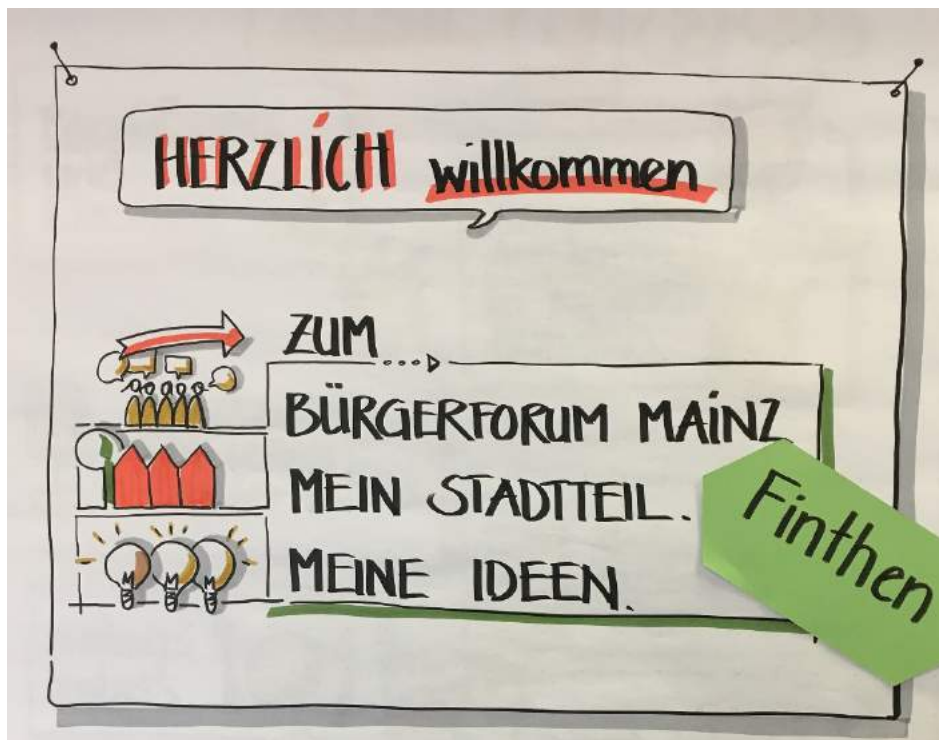 HERZLICH willkommen
ZUM
BÜRGERFORUM MAINZ
MEIN STADTTEIL.
MEINE IDEEN.
Finthen